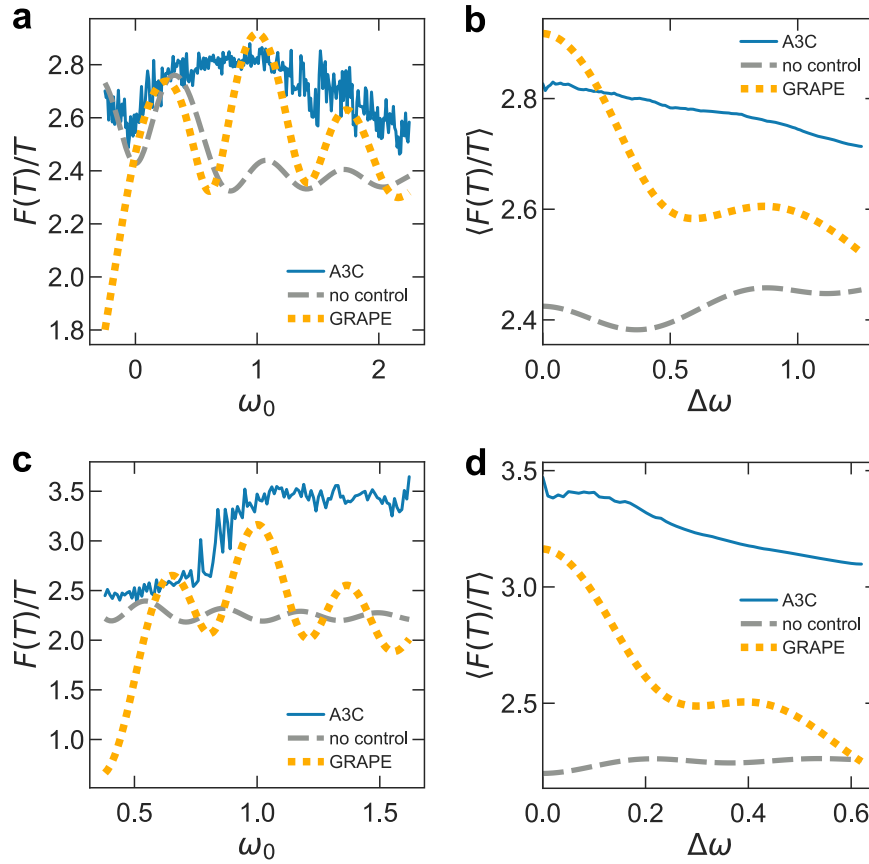 a
F(T)/T
2.8
2.6
2.4
2.2
2.0
1.8
A3C
no control
GRAPE
0
1
2
ω₀
b
⟨F(T)/T⟩
2.8
2.6
2.4
A3C
no control
GRAPE
0.0
0.5
1.0
Δω
c
F(T)/T
3.5
3.0
2.5
2.0
1.5
1.0
A3C
no control
GRAPE
0.5
1.0
1.5
ω₀
d
⟨F(T)/T⟩
3.5
3.0
2.5
A3C
no control
GRAPE
0.0
0.2
0.4
0.6
Δω